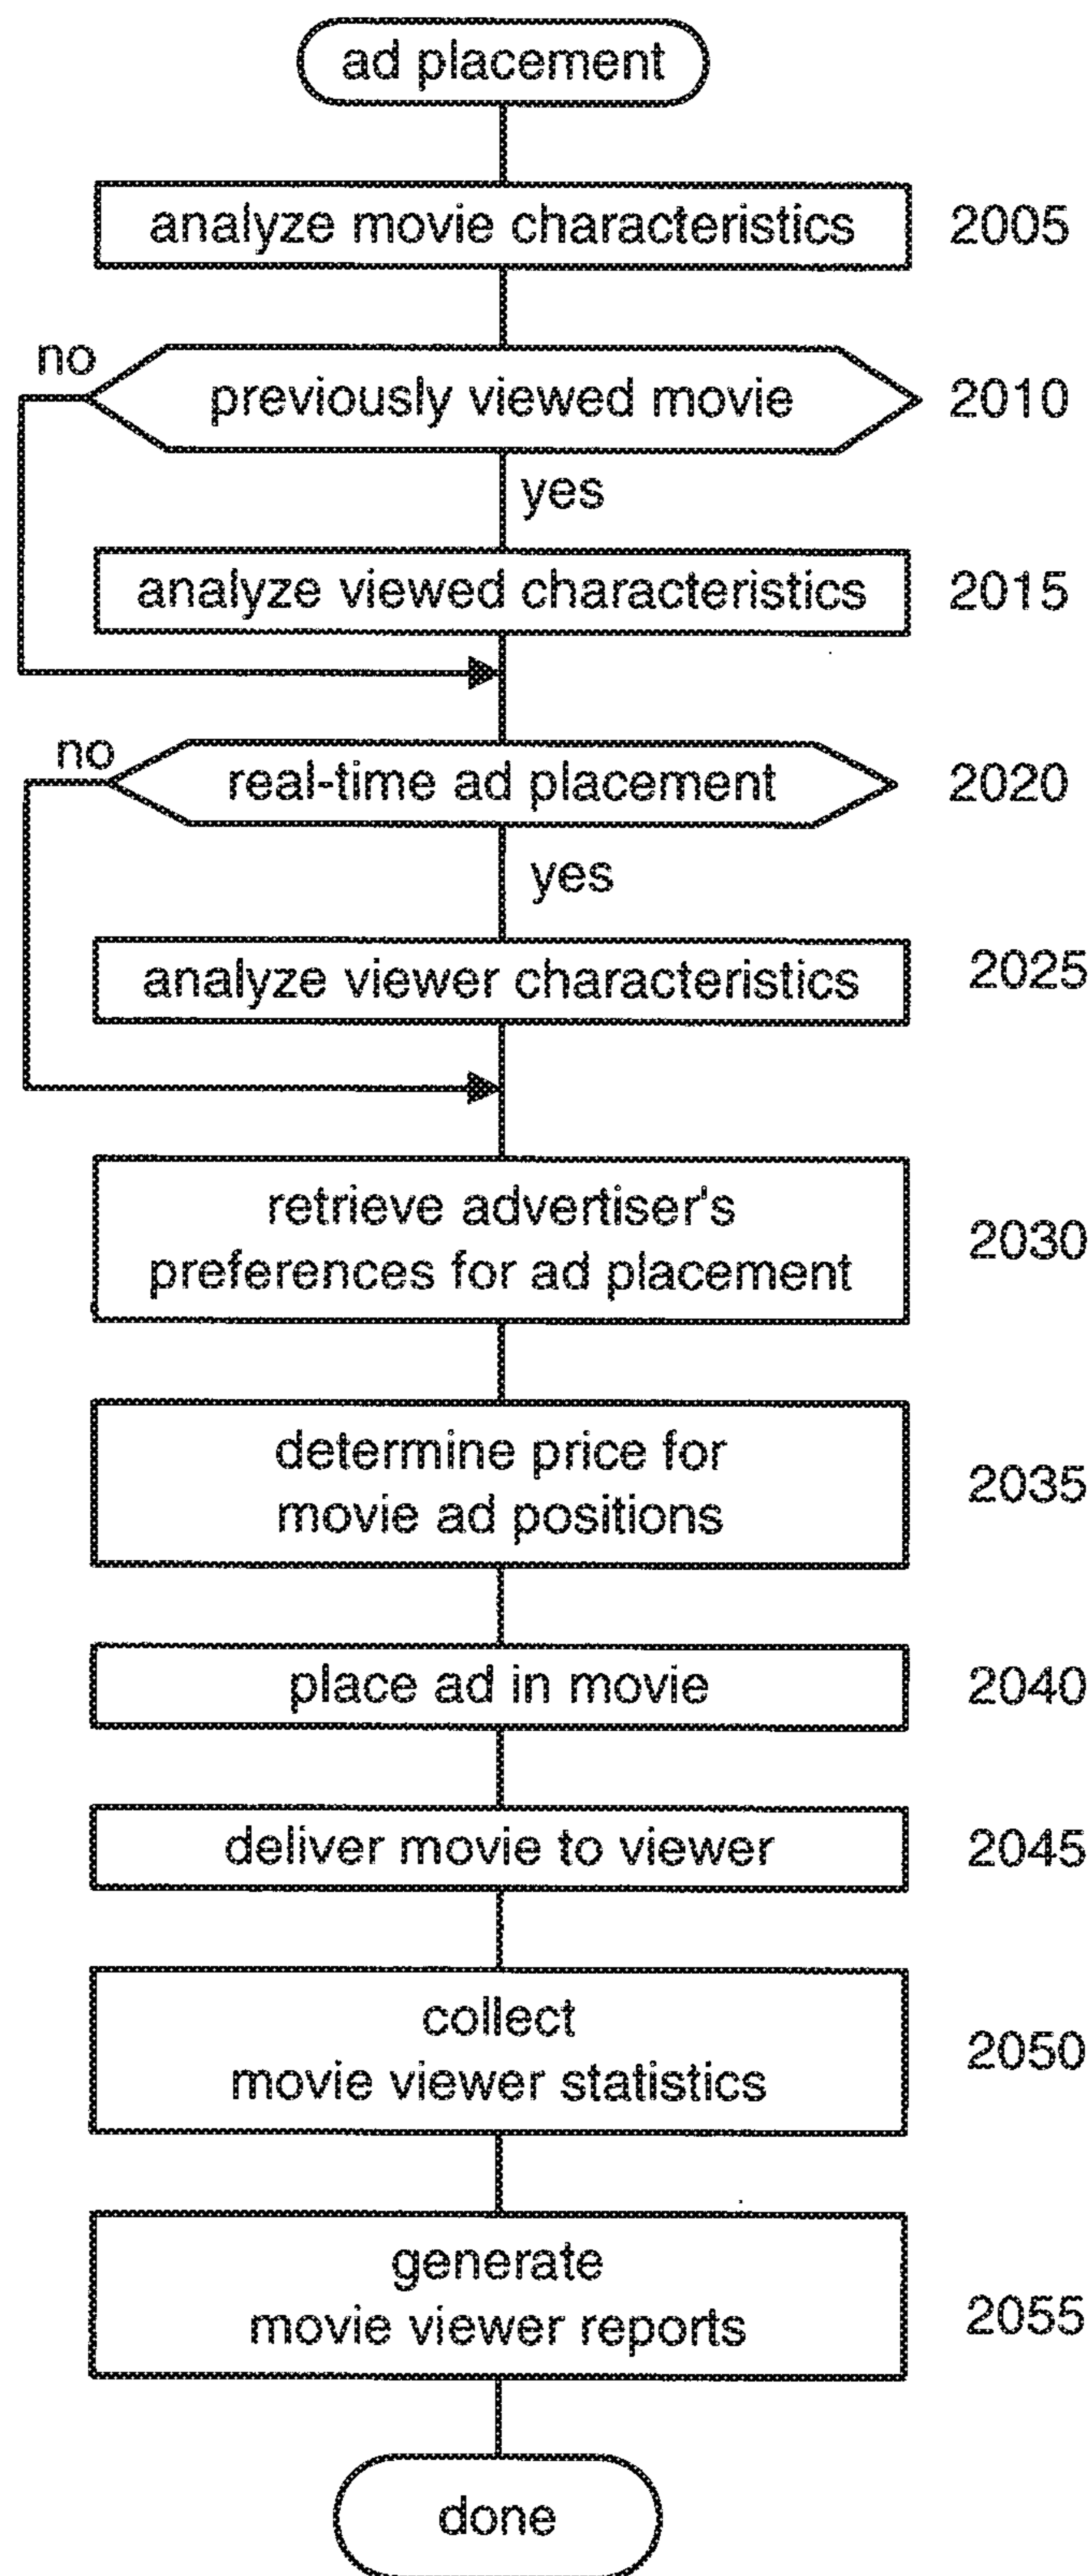 ad placement
analyze movie characteristics 2005
no
previously viewed movie 2010
yes
analyze viewed characteristics 2015
no
real-time ad placement 2020
yes
analyze viewer characteristics 2025
retrieve advertiser's
preferences for ad placement
2030
determine price for
movie ad positions
2035
place ad in movie 2040
deliver movie to viewer 2045
collect
movie viewer statistics
2050
generate
movie viewer reports
2055
done